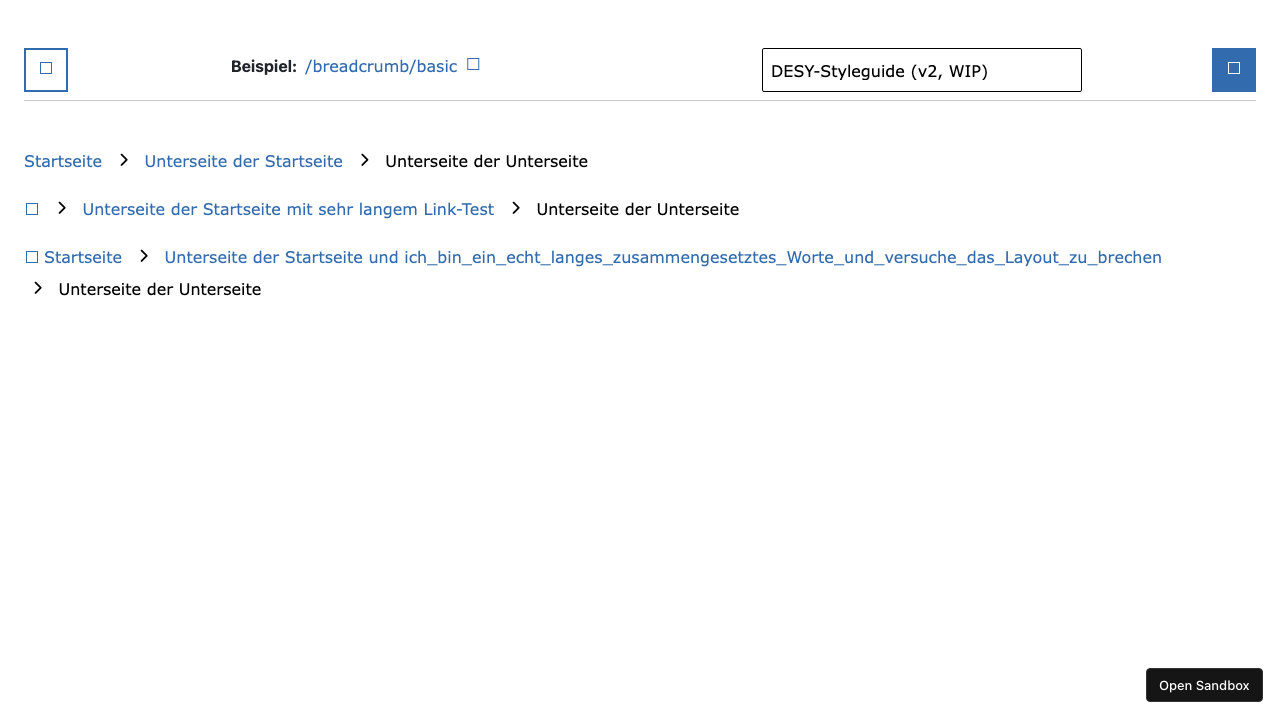 Beispiel: /breadcrumb/basic
DESY-Styleguide (v2, WIP)
Startseite > Unterseite der Startseite > Unterseite der Unterseite
> Unterseite der Startseite mit sehr langem Link-Test > Unterseite der Unterseite
Startseite > Unterseite der Startseite und ich_bin_ein_echt_langes_zusammengesetztes_Worte_und_versuche_das_Layout_zu_brechen
> Unterseite der Unterseite
Open Sandbox